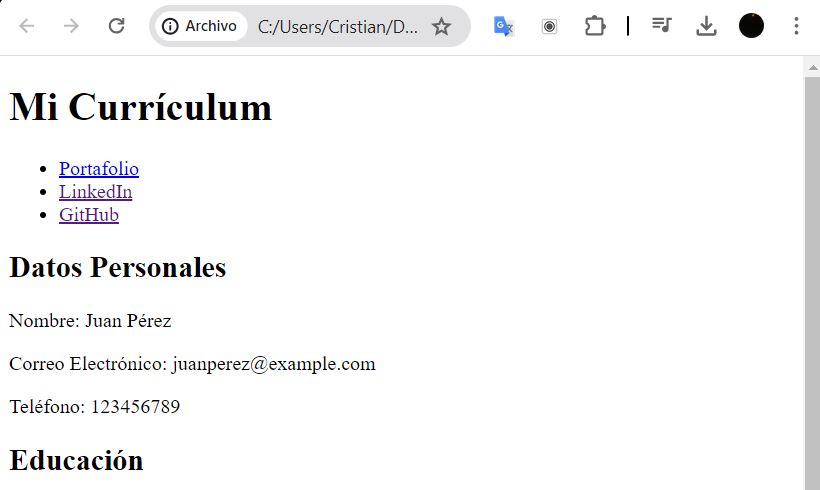 Archivo C:/Users/Cristian/D...
Mi Currículum
Portafolio
LinkedIn
GitHub
Datos Personales
Nombre: Juan Pérez
Correo Electrónico: juanperez@example.com
Teléfono: 123456789
Educación